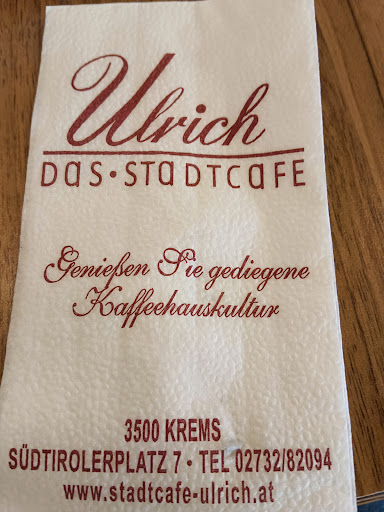 Ulrich
Das • Stadtcafe
Genießen Sie gediegene
Kaffeehauskultur
3500 KREMS
SÜDTIROLERPLATZ 7 • TEL 02732/82094
www.stadtcafe-ulrich.at